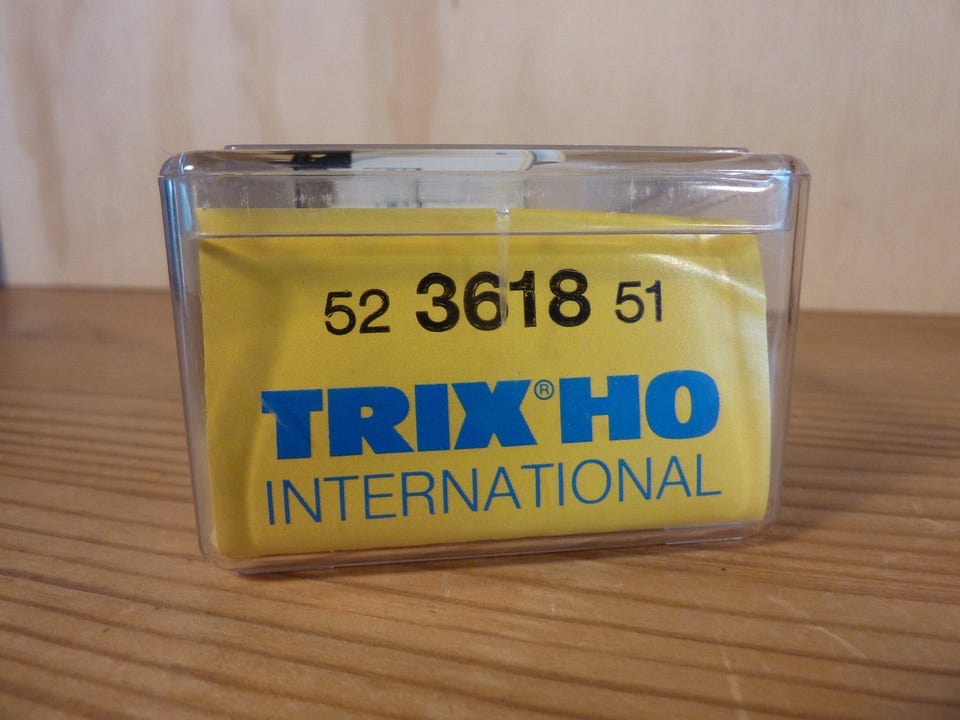 52 3618 51
TRIX® HO
INTERNATIONAL